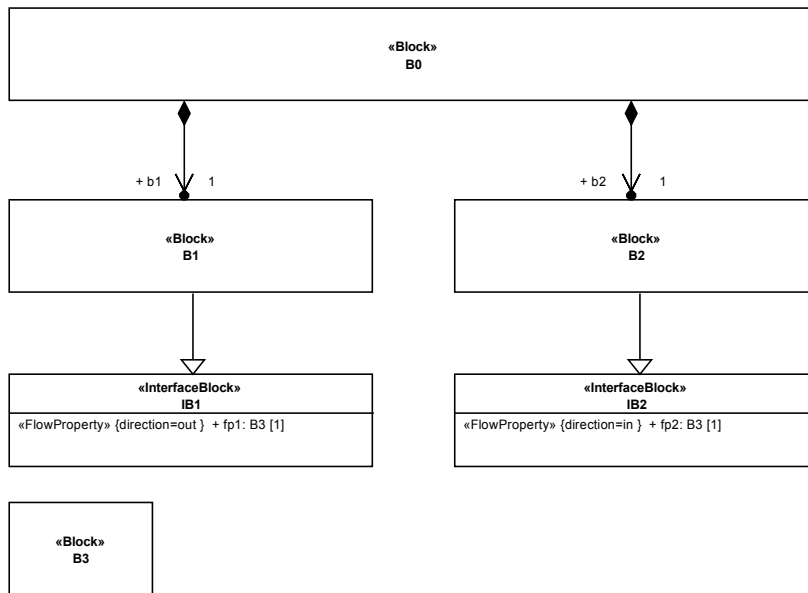 «Block»
B0
+ b1 1
+ b2 1
«Block»
B1
«Block»
B2
«InterfaceBlock»
IB1
«FlowProperty» {direction=out } + fp1: B3 [1]
«InterfaceBlock»
IB2
«FlowProperty» {direction=in } + fp2: B3 [1]
«Block»
B3